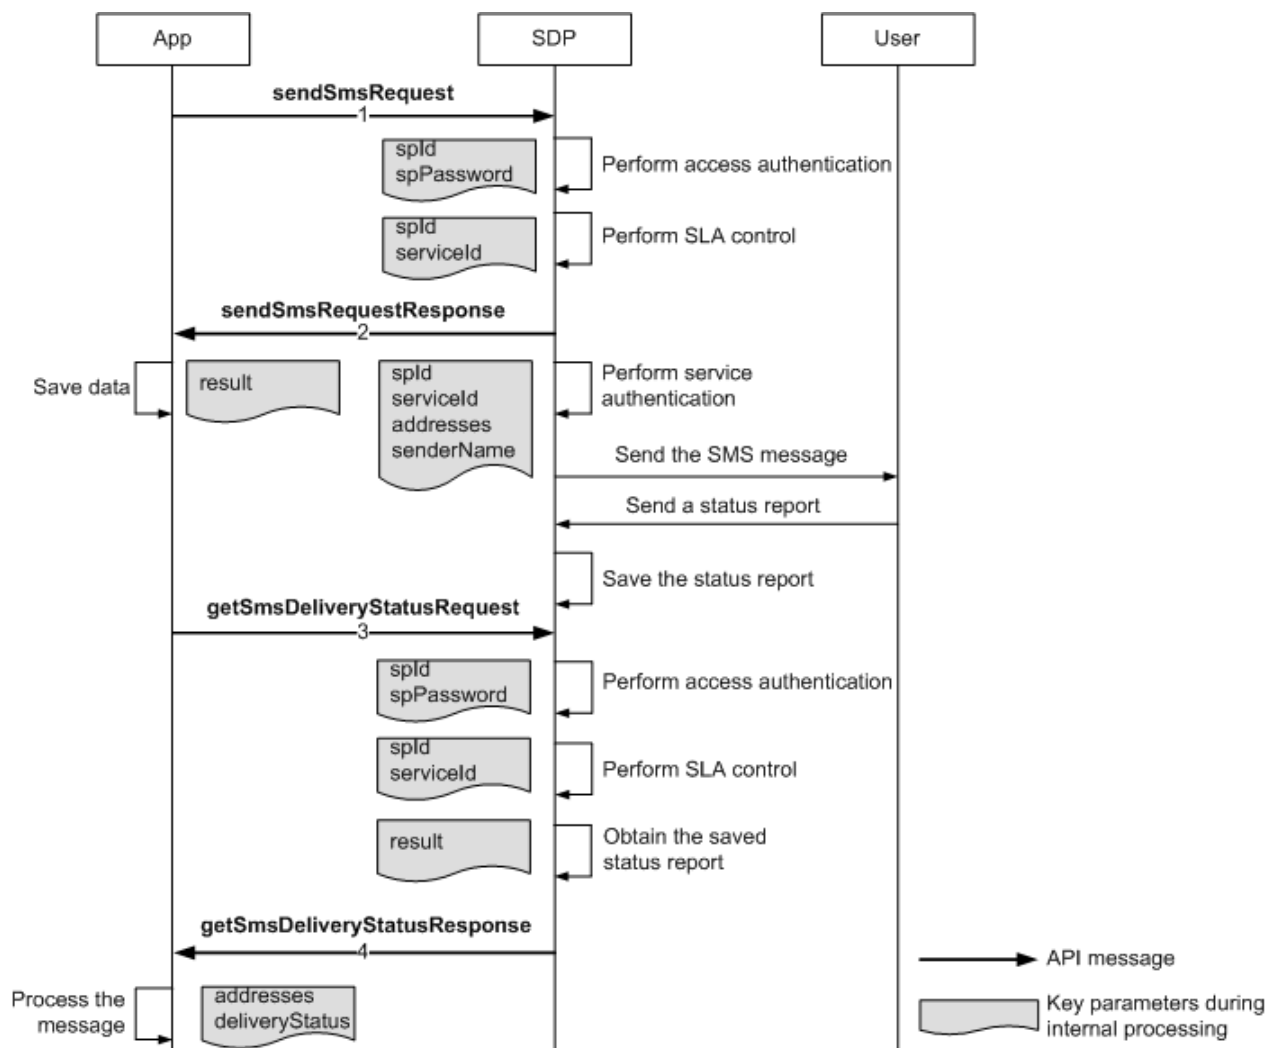 App
SDP
User
sendSmsRequest
1
spId
spPassword
Perform access authentication
spId
serviceId
Perform SLA control
sendSmsRequestResponse
2
Save data
result
spId
serviceId
addresses
senderName
Perform service
authentication
Send the SMS message
Send a status report
Save the status report
getSmsDeliveryStatusRequest
3
spId
spPassword
Perform access authentication
spId
serviceId
Perform SLA control
result
Obtain the saved
status report
getSmsDeliveryStatusResponse
4
Process the
message
addresses
deliveryStatus
API message
Key parameters during
internal processing